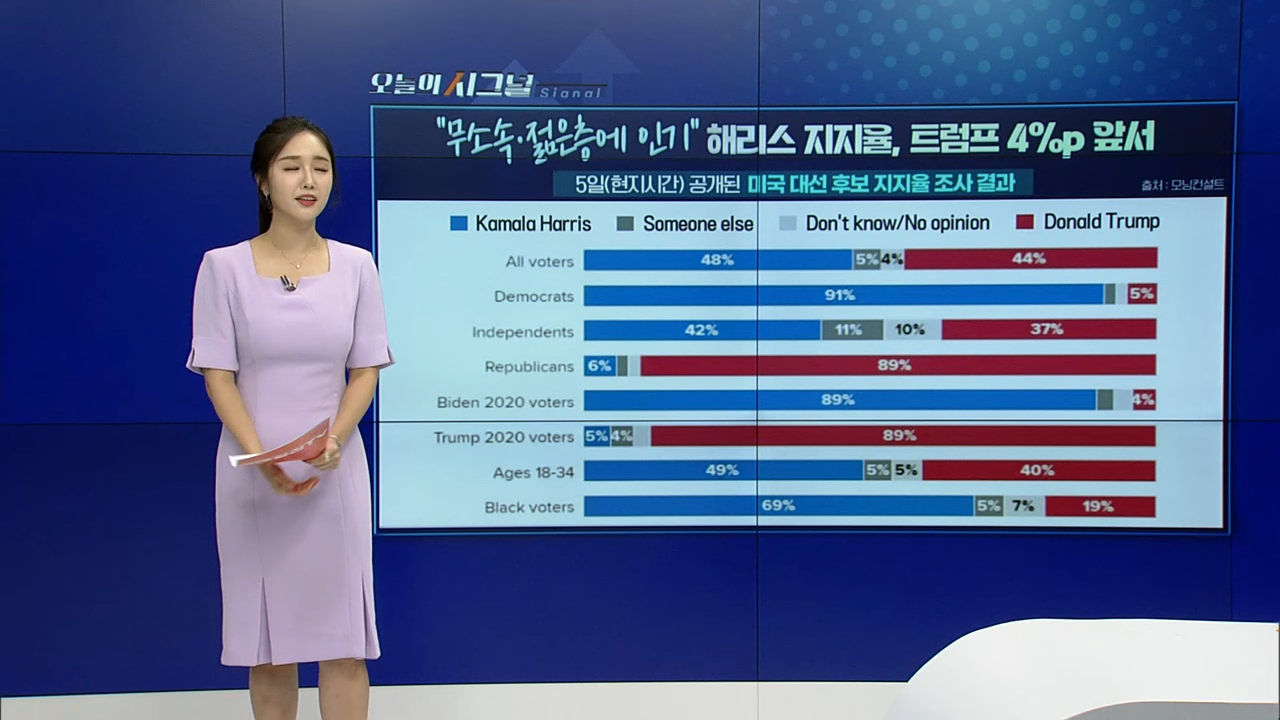 오늘의 시그널
Signal
"무소속·젊은층에 인기" 해리스 지지율, 트럼프 4%p 앞서
5일(현지시간) 공개된 미국 대선 후보 지지율 조사 결과
출처 : 모닝컨설트
Kamala Harris Someone else Don't know/No opinion Donald Trump
All voters 48% 5% 4% 44%
Democrats 91% 5%
Independents 42% 11% 10% 37%
Republicans 6% 89%
Biden 2020 voters 89% 4%
Trump 2020 voters 5% 4% 89%
Ages 18-34 49% 5% 5% 40%
Black voters 69% 5% 7% 19%